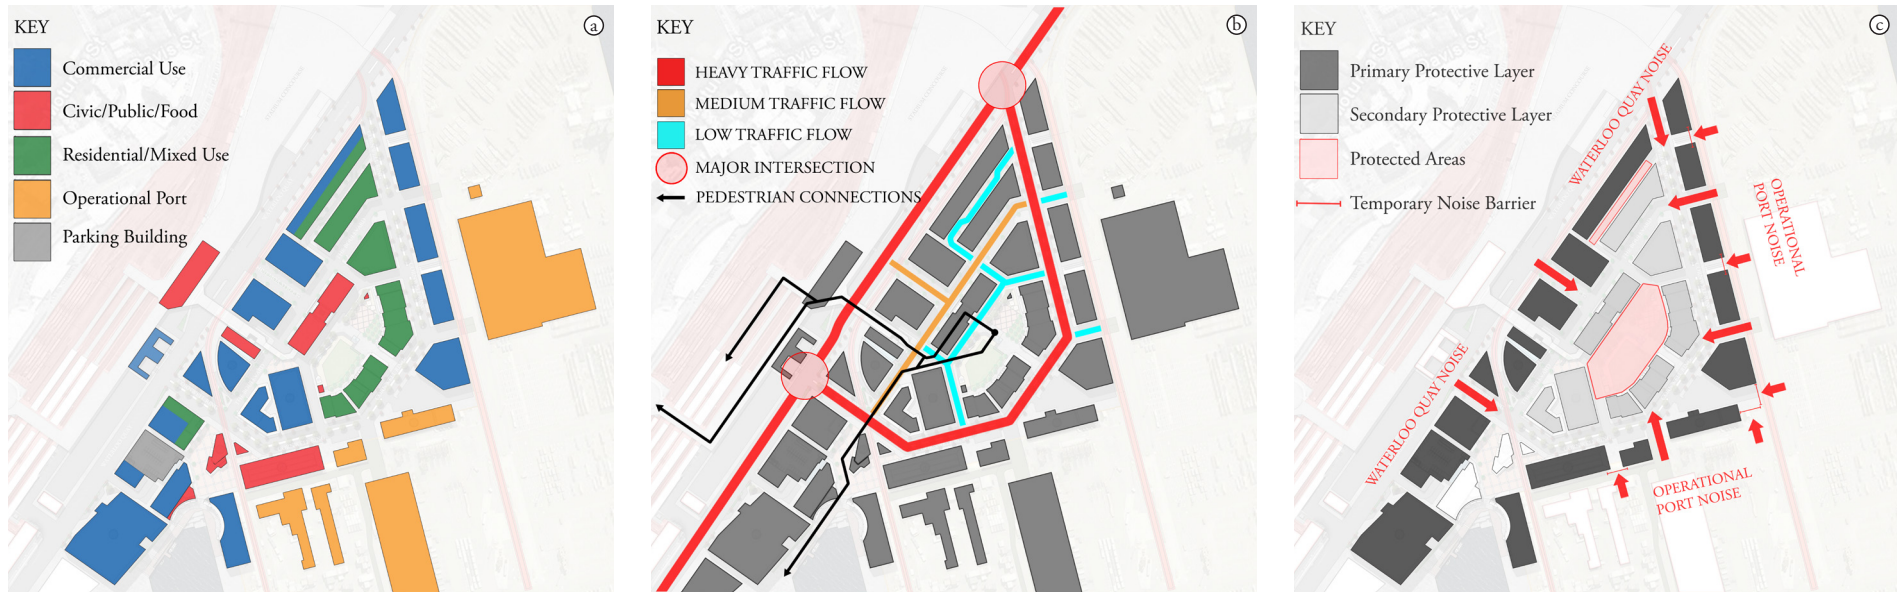 KEY
a
Commercial Use
Civic/Public/Food
Residential/Mixed Use
Operational Port
Parking Building
KEY
b
HEAVY TRAFFIC FLOW
MEDIUM TRAFFIC FLOW
LOW TRAFFIC FLOW
MAJOR INTERSECTION
PEDESTRIAN CONNECTIONS
KEY
c
Primary Protective Layer
Secondary Protective Layer
Protected Areas
Temporary Noise Barrier
WATERLOO QUAY NOISE
OPERATIONAL
PORT NOISE
WATERLOO QUAY NOISE
OPERATIONAL
PORT NOISE